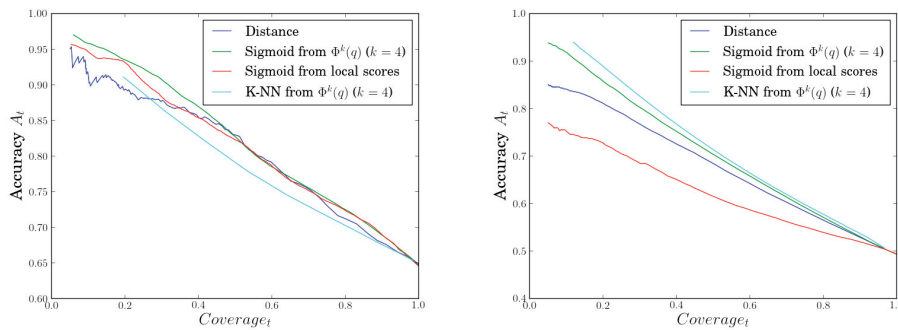 1.00
0.95
0.90
0.85
0.80
0.75
0.70
0.65
0.60
0.0 0.2 0.4 0.6 0.8 1.0
Accuracy A_t
Coverage_t
Distance
Sigmoid from Φ^k(q) (k = 4)
Sigmoid from local scores
K-NN from Φ^k(q) (k = 4)
1.0
0.9
0.8
0.7
0.6
0.5
0.4
0.0 0.2 0.4 0.6 0.8 1.0
Accuracy A_t
Coverage_t
Distance
Sigmoid from Φ^k(q) (k = 4)
Sigmoid from local scores
K-NN from Φ^k(q) (k = 4)